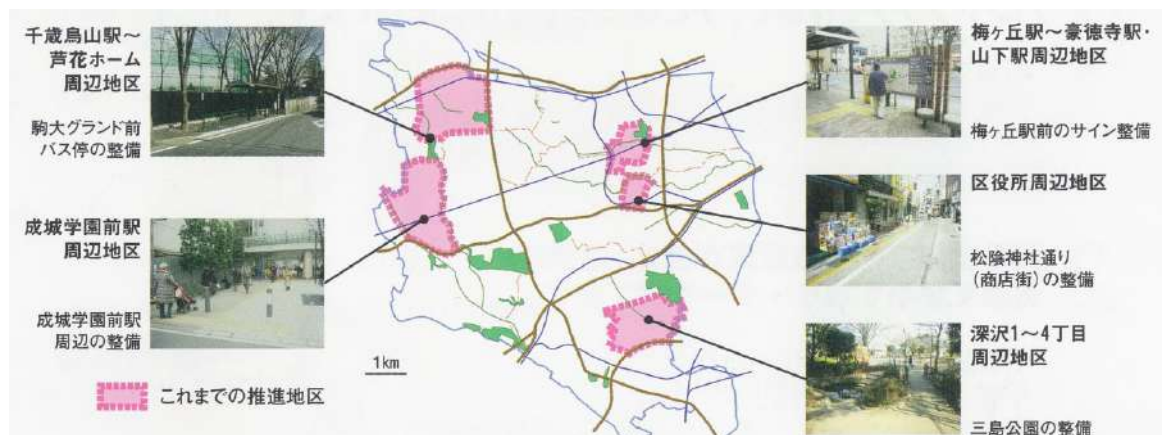 千歳烏山駅～
芦花ホーム
周辺地区
駒大グランド前
バス停の整備
成城学園前駅
周辺地区
成城学園前駅
周辺の整備
これまでの推進地区
1km
梅ヶ丘駅～豪徳寺駅・
山下駅周辺地区
梅ヶ丘駅前のサイン整備
区役所周辺地区
松陰神社通り
(商店街)の整備
深沢1～4丁目
周辺地区
三島公園の整備